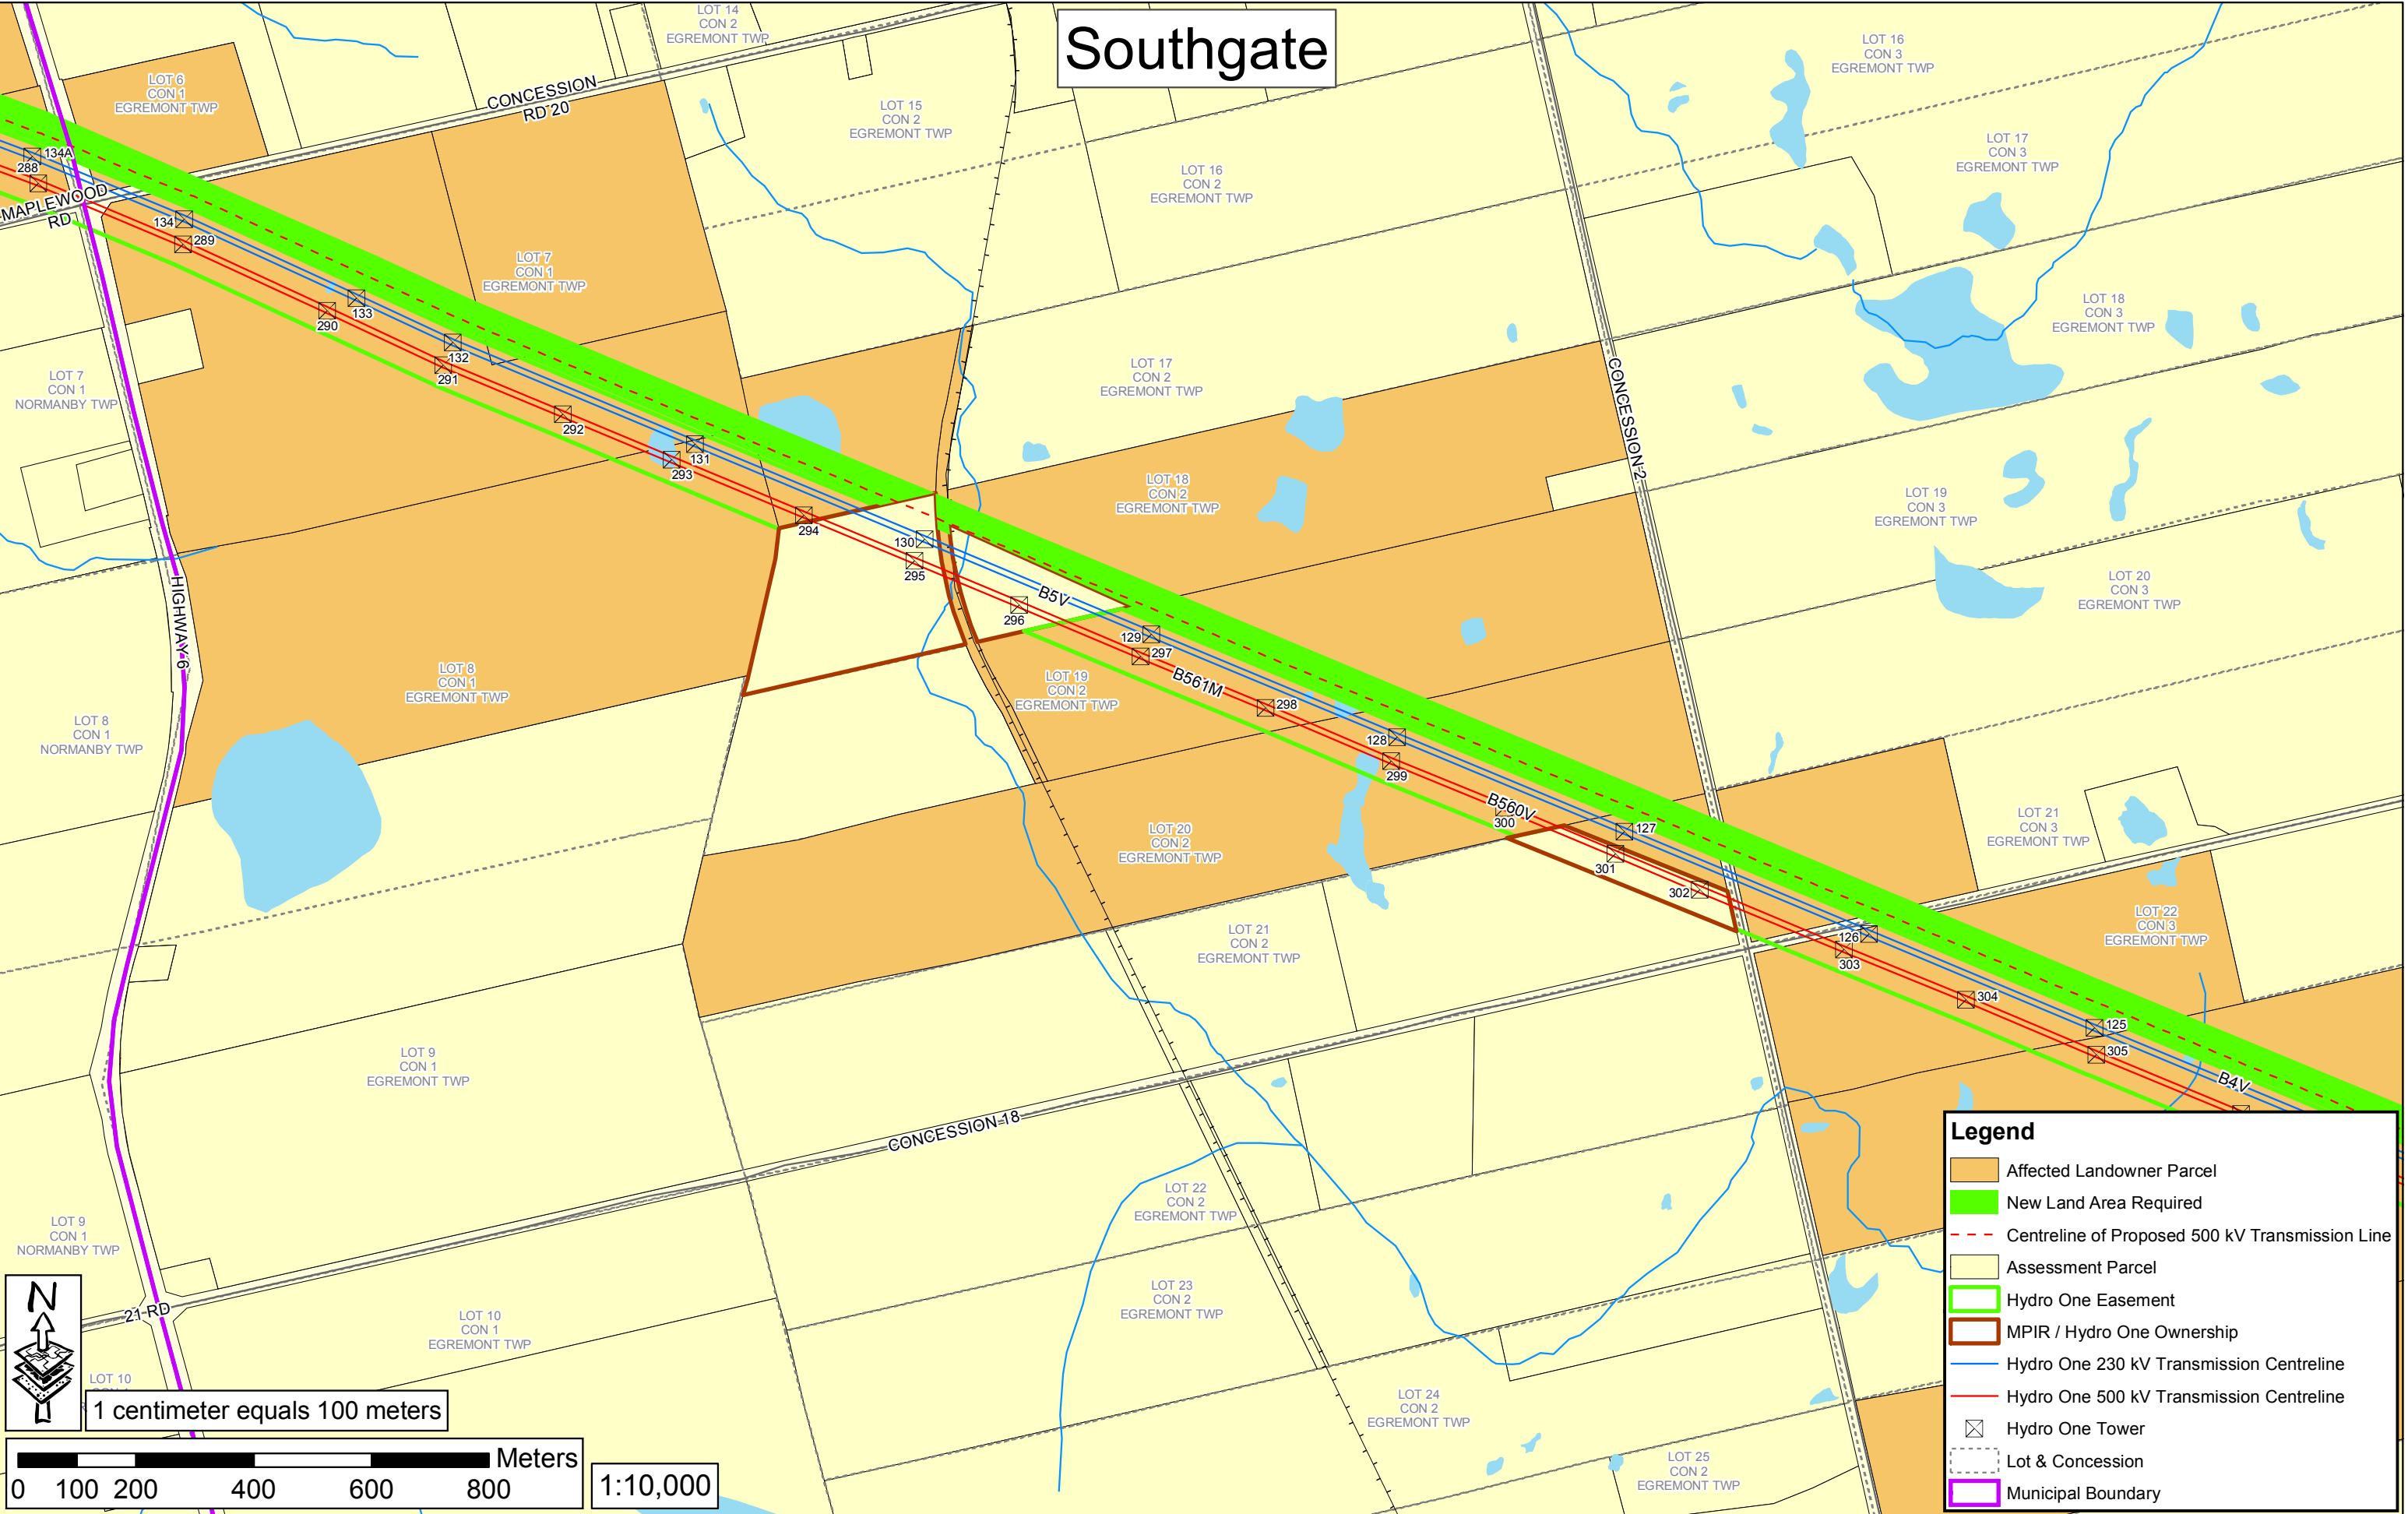 Southgate
LOT 14
CON 2
EGREMONT TWP
LOT 6
CON 1
EGREMONT TWP
CONCESSION
RD 20
LOT 15
CON 2
EGREMONT TWP
LOT 16
CON 3
EGREMONT TWP
LOT 17
CON 3
EGREMONT TWP
134A
288
MAPLEWOOD
RD
134
289
LOT 16
CON 2
EGREMONT TWP
LOT 7
CON 1
EGREMONT TWP
290
133
132
291
LOT 18
CON 3
EGREMONT TWP
LOT 7
CON 1
NORMANBY TWP
LOT 17
CON 2
EGREMONT TWP
CONCESSION 2
292
131
293
LOT 18
CON 2
EGREMONT TWP
LOT 19
CON 3
EGREMONT TWP
294
130
295
B5V
296
129
297
LOT 20
CON 3
EGREMONT TWP
HIGHWAY 6
LOT 8
CON 1
EGREMONT TWP
LOT 19
CON 2
EGREMONT TWP
B561M
298
LOT 8
CON 1
NORMANBY TWP
128
299
B560V
300
127
301
302
LOT 20
CON 2
EGREMONT TWP
LOT 21
CON 3
EGREMONT TWP
LOT 21
CON 2
EGREMONT TWP
LOT 22
CON 3
EGREMONT TWP
126
303
304
125
305
B4V
LOT 9
CON 1
EGREMONT TWP
CONCESSION 18
LOT 22
CON 2
EGREMONT TWP
LOT 9
CON 1
NORMANBY TWP
LOT 23
CON 2
EGREMONT TWP
21 RD
LOT 10
CON 1
EGREMONT TWP
LOT 10
LOT 24
CON 2
EGREMONT TWP
LOT 25
CON 2
EGREMONT TWP
N
1 centimeter equals 100 meters
Meters
0 100 200 400 600 800
1:10,000
Legend
Affected Landowner Parcel
New Land Area Required
Centreline of Proposed 500 kV Transmission Line
Assessment Parcel
Hydro One Easement
MPIR / Hydro One Ownership
Hydro One 230 kV Transmission Centreline
Hydro One 500 kV Transmission Centreline
Hydro One Tower
Lot & Concession
Municipal Boundary